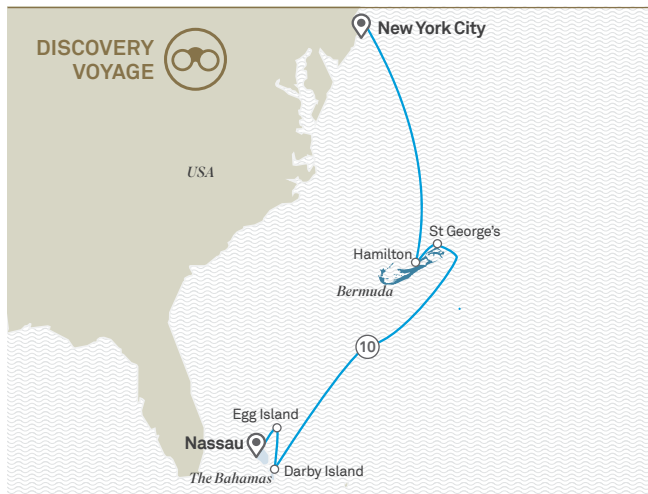 DISCOVERY
VOYAGE
New York City
USA
St George's
Hamilton
Bermuda
10
Egg Island
Nassau
Darby Island
The Bahamas